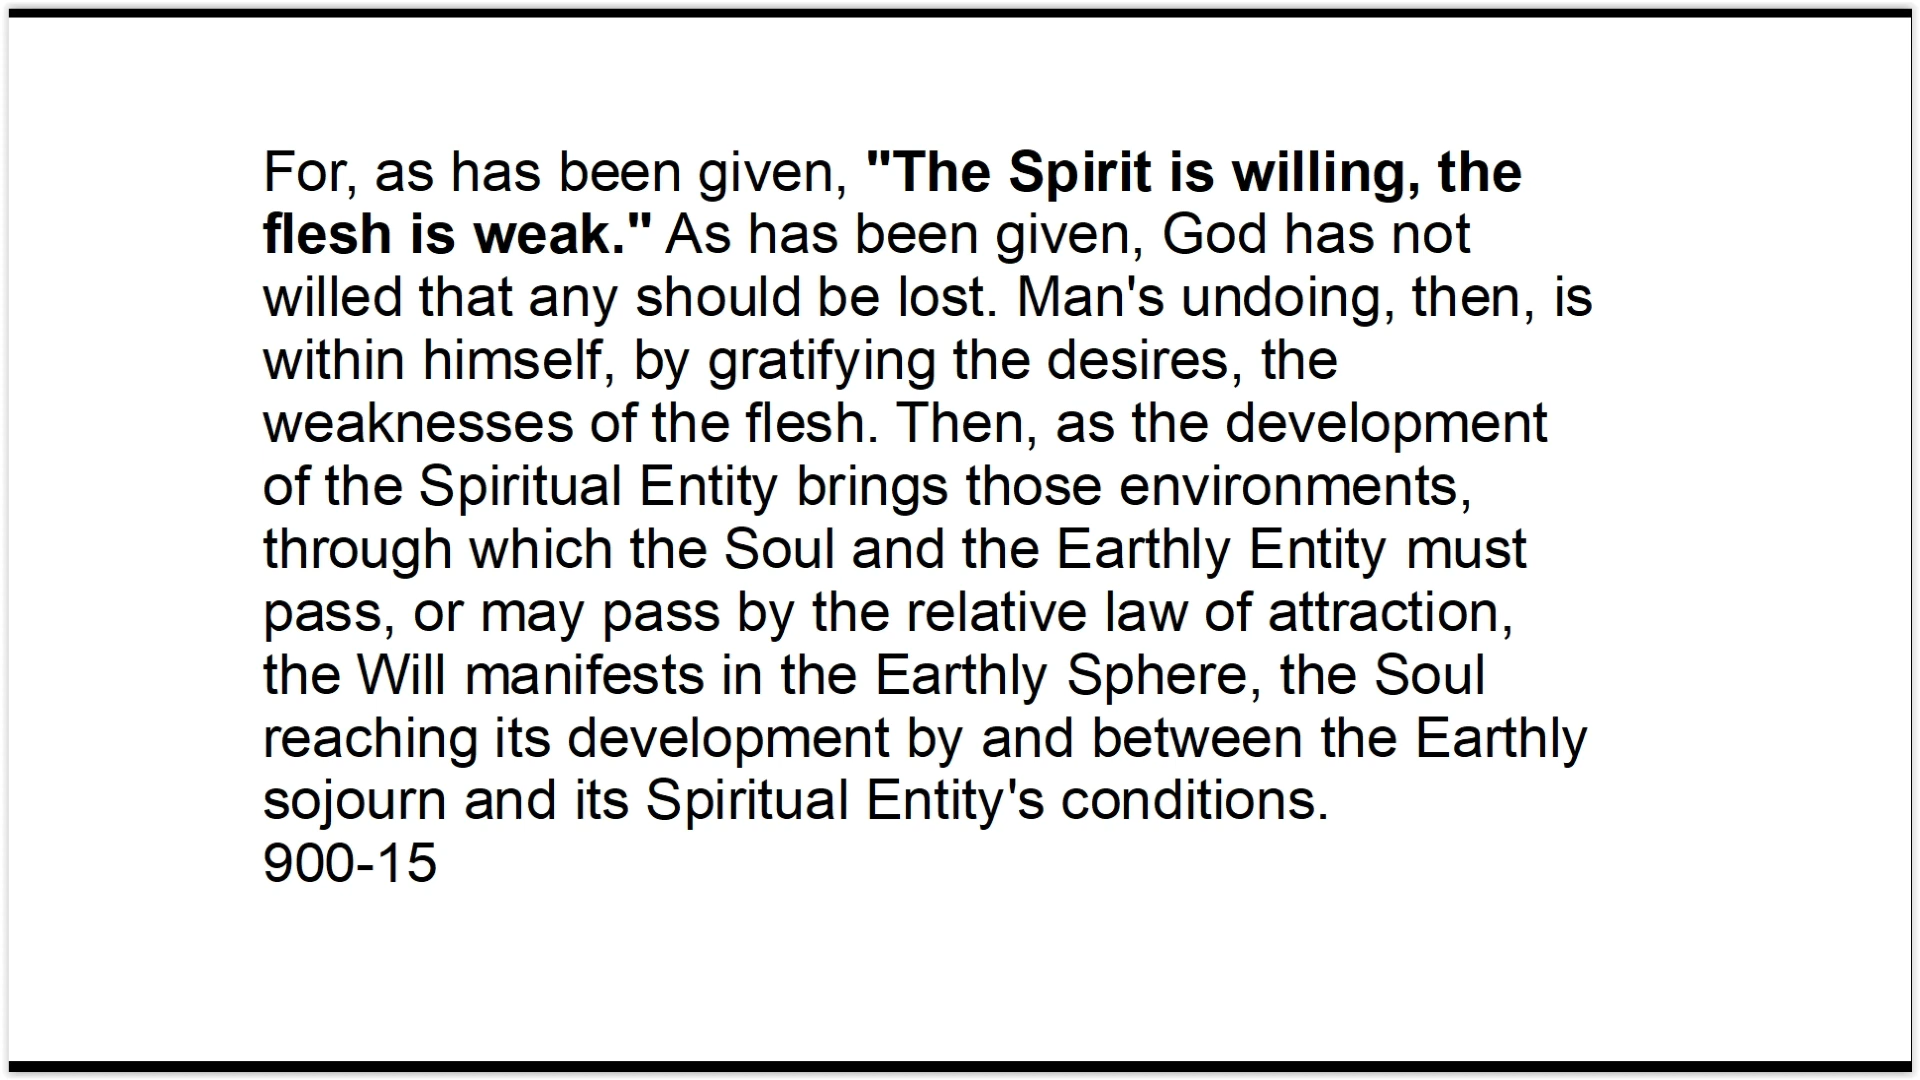 For, as has been given, "The Spirit is willing, the
flesh is weak." As has been given, God has not
willed that any should be lost. Man's undoing, then, is
within himself, by gratifying the desires, the
weaknesses of the flesh. Then, as the development
of the Spiritual Entity brings those environments,
through which the Soul and the Earthly Entity must
pass, or may pass by the relative law of attraction,
the Will manifests in the Earthly Sphere, the Soul
reaching its development by and between the Earthly
sojourn and its Spiritual Entity's conditions.
900-15